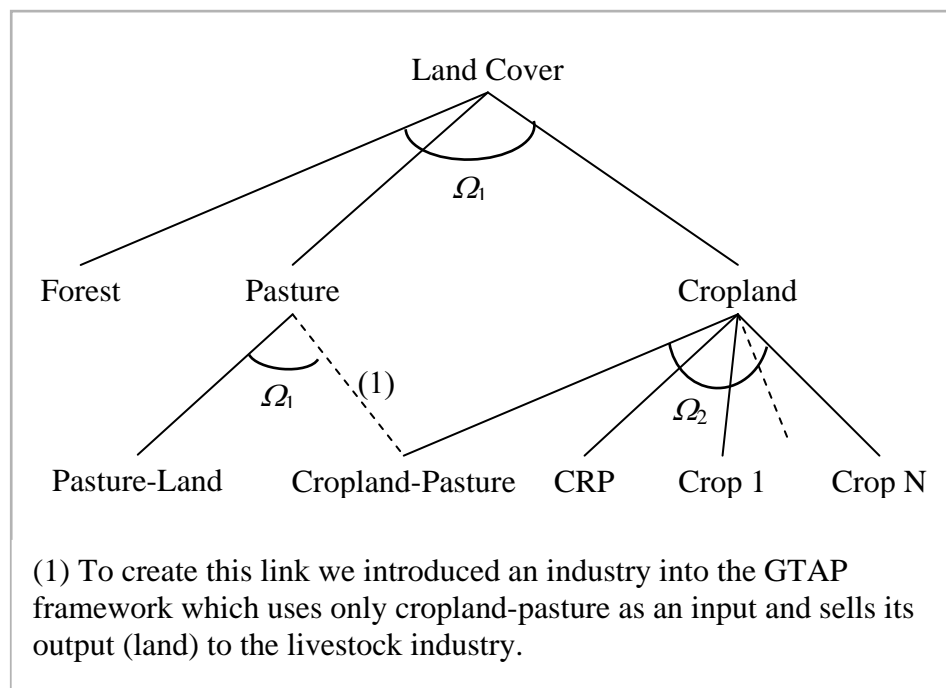 Land Cover
Ω1
Forest Pasture Cropland
Ω1 (1) Ω2
Pasture-Land Cropland-Pasture CRP Crop 1 Crop N
(1) To create this link we introduced an industry into the GTAP
framework which uses only cropland-pasture as an input and sells its
output (land) to the livestock industry.